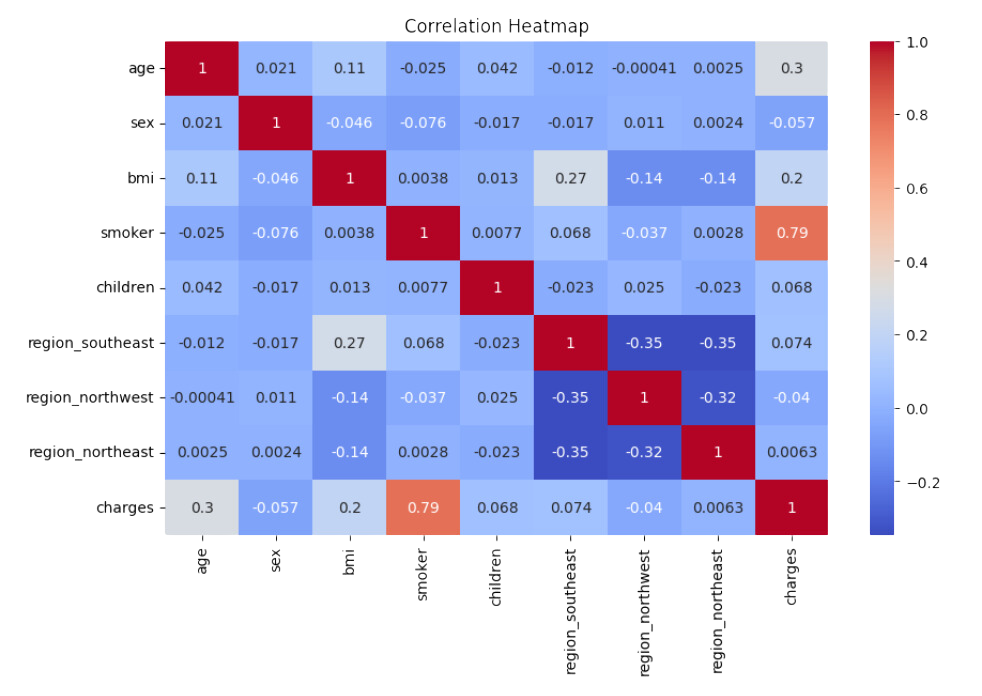 Correlation Heatmap
age 1 0.021 0.11 -0.025 0.042 -0.012 -0.00041 0.0025 0.3
sex 0.021 1 -0.046 -0.076 -0.017 -0.017 0.011 0.0024 -0.057
bmi 0.11 -0.046 1 0.0038 0.013 0.27 -0.14 -0.14 0.2
smoker -0.025 -0.076 0.0038 1 0.0077 0.068 -0.037 0.0028 0.79
children 0.042 -0.017 0.013 0.0077 1 -0.023 0.025 -0.023 0.068
region_southeast -0.012 -0.017 0.27 0.068 -0.023 1 -0.35 -0.35 0.074
region_northwest -0.00041 0.011 -0.14 -0.037 0.025 -0.35 1 -0.32 -0.04
region_northeast 0.0025 0.0024 -0.14 0.0028 -0.023 -0.35 -0.32 1 0.0063
charges 0.3 -0.057 0.2 0.79 0.068 0.074 -0.04 0.0063 1
age sex bmi smoker children region_southeast region_northwest region_northeast charges
1.0
0.8
0.6
0.4
0.2
0.0
−0.2